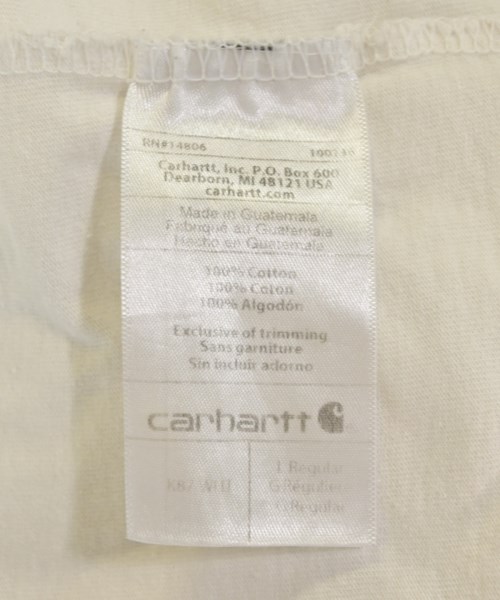 RN#14806
Carhartt, Inc. P.O. Box 600
Dearborn, MI 48121 USA
carhartt.com
Made in Guatemala
Fabriqué au Guatemala
Hecho en Guatemala
100% Cotton
100% Coton
100% Algodón
Exclusive of trimming
Sans garniture
Sin incluir adorno
carhartt
K87 WHT
L Regular
G Régulier
G Regular